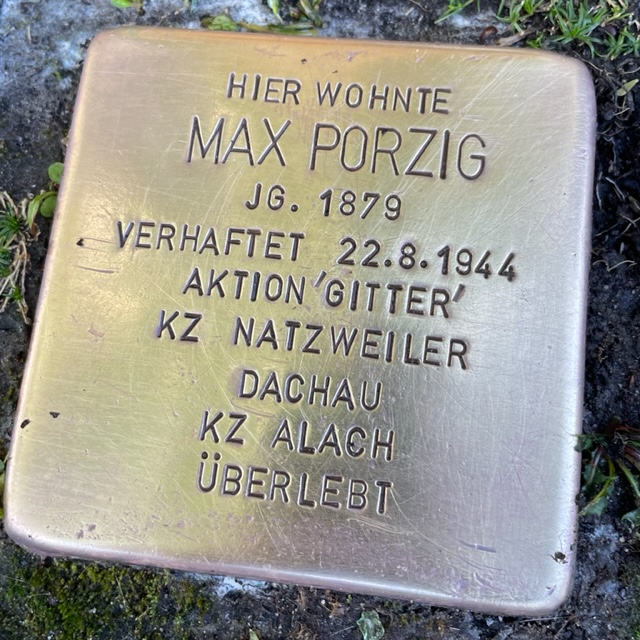 HIER WOHNTE
MAX PORZIG
JG. 1879
VERHAFTET 22.8.1944
AKTION 'GITTER'
KZ NATZWEILER
DACHAU
KZ ALACH
ÜBERLEBT